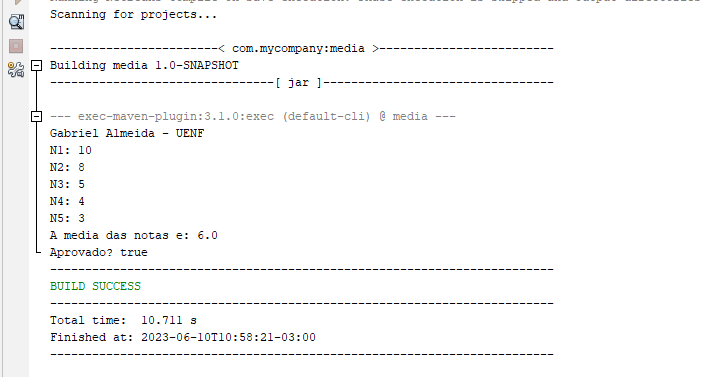 Scanning for projects...
------------------------< com.mycompany:media >-------------------------
Building media 1.0-SNAPSHOT
--------------------------------[ jar ]---------------------------------
--- exec-maven-plugin:3.1.0:exec (default-cli) @ media ---
Gabriel Almeida - UENF
N1: 10
N2: 8
N3: 5
N4: 4
N5: 3
A media das notas e: 6.0
Aprovado? true
------------------------------------------------------------------------
BUILD SUCCESS
------------------------------------------------------------------------
Total time:  10.711 s
Finished at: 2023-06-10T10:58:21-03:00
------------------------------------------------------------------------